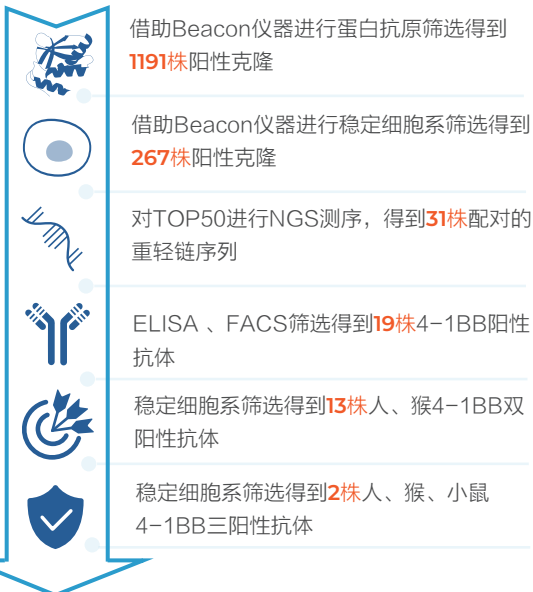 借助Beacon仪器进行蛋白抗原筛选得到
1191株阳性克隆
借助Beacon仪器进行稳定细胞系筛选得到
267株阳性克隆
对TOP50进行NGS测序，得到31株配对的
重轻链序列
ELISA 、FACS筛选得到19株4-1BB阳性
抗体
稳定细胞系筛选得到13株人、猴4-1BB双
阳性抗体
稳定细胞系筛选得到2株人、猴、小鼠
4-1BB三阳性抗体